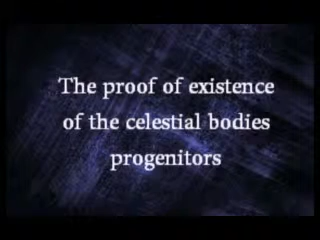 The proof of existence
of the celestial bodies
progenitors